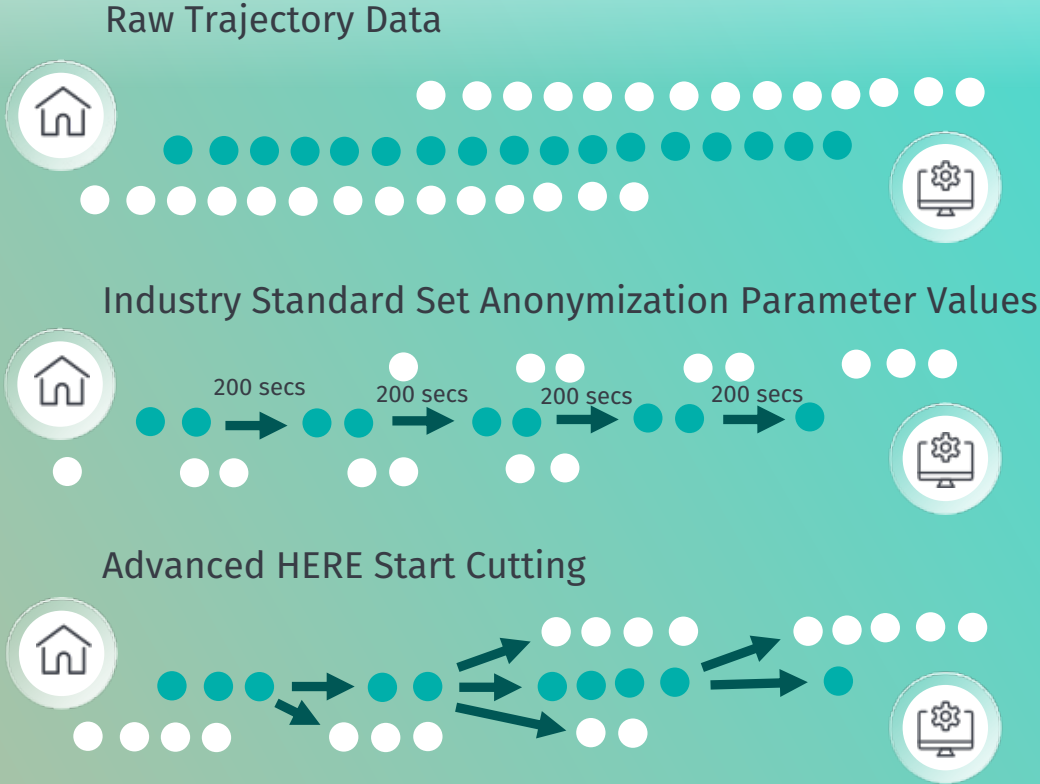 Raw Trajectory Data
Industry Standard Set Anonymization Parameter Values
200 secs
200 secs
200 secs
200 secs
Advanced HERE Start Cutting